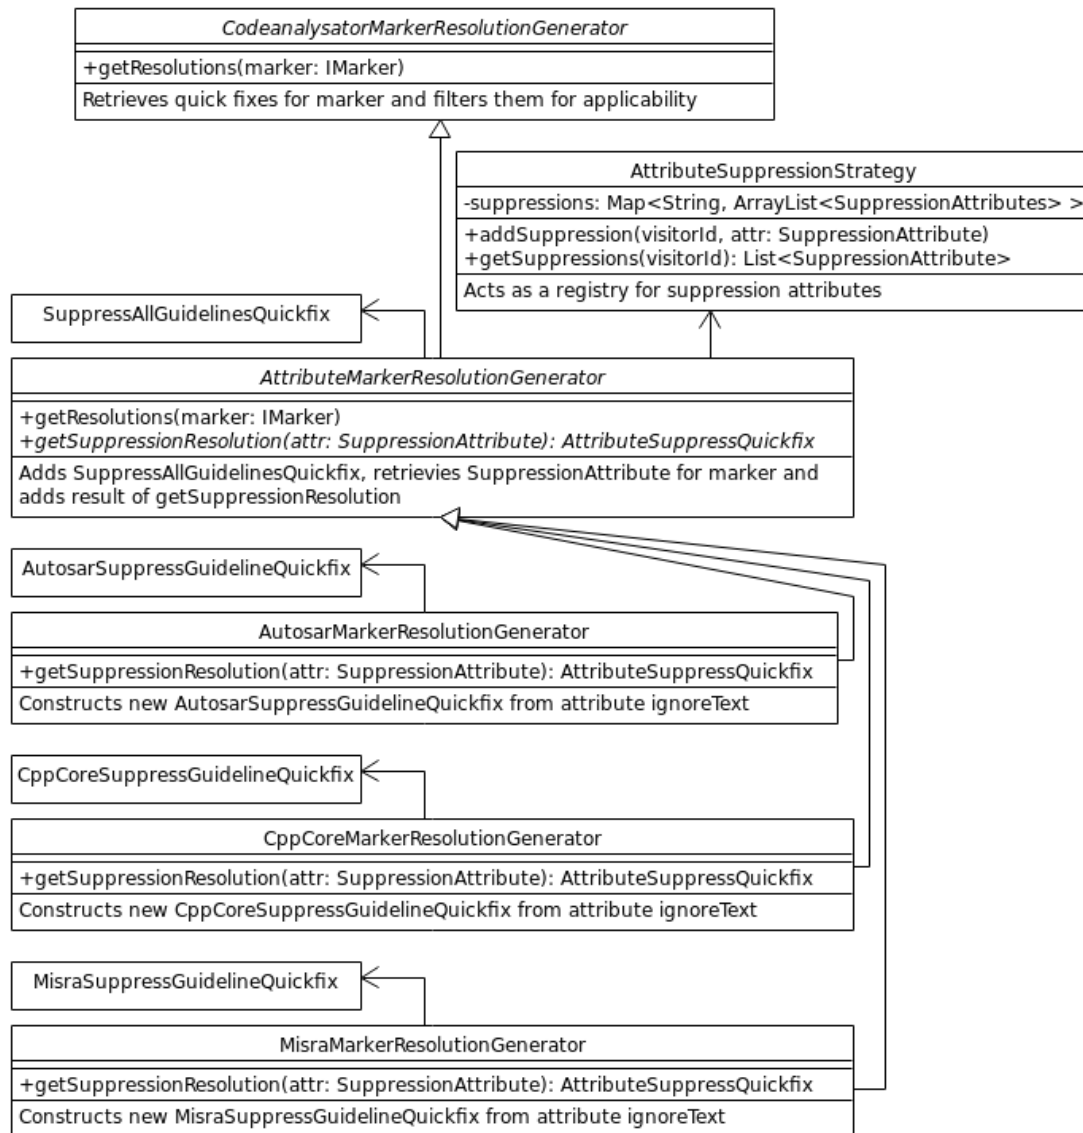 CodeanalysatorMarkerResolutionGenerator
+getResolutions(marker: IMarker)
Retrieves quick fixes for marker and filters them for applicability
AttributeSuppressionStrategy
-suppressions: Map<String, ArrayList<SuppressionAttributes> >
+addSuppression(visitorId, attr: SuppressionAttribute)
+getSuppressions(visitorId): List<SuppressionAttribute>
Acts as a registry for suppression attributes
SuppressAllGuidelinesQuickfix
AttributeMarkerResolutionGenerator
+getResolutions(marker: IMarker)
+getSuppressionResolution(attr: SuppressionAttribute): AttributeSuppressQuickfix
Adds SuppressAllGuidelinesQuickfix, retrievies SuppressionAttribute for marker and
adds result of getSuppressionResolution
AutosarSuppressGuidelineQuickfix
AutosarMarkerResolutionGenerator
+getSuppressionResolution(attr: SuppressionAttribute): AttributeSuppressQuickfix
Constructs new AutosarSuppressGuidelineQuickfix from attribute ignoreText
CppCoreSuppressGuidelineQuickfix
CppCoreMarkerResolutionGenerator
+getSuppressionResolution(attr: SuppressionAttribute): AttributeSuppressQuickfix
Constructs new CppCoreSuppressGuidelineQuickfix from attribute ignoreText
MisraSuppressGuidelineQuickfix
MisraMarkerResolutionGenerator
+getSuppressionResolution(attr: SuppressionAttribute): AttributeSuppressQuickfix
Constructs new MisraSuppressGuidelineQuickfix from attribute ignoreText